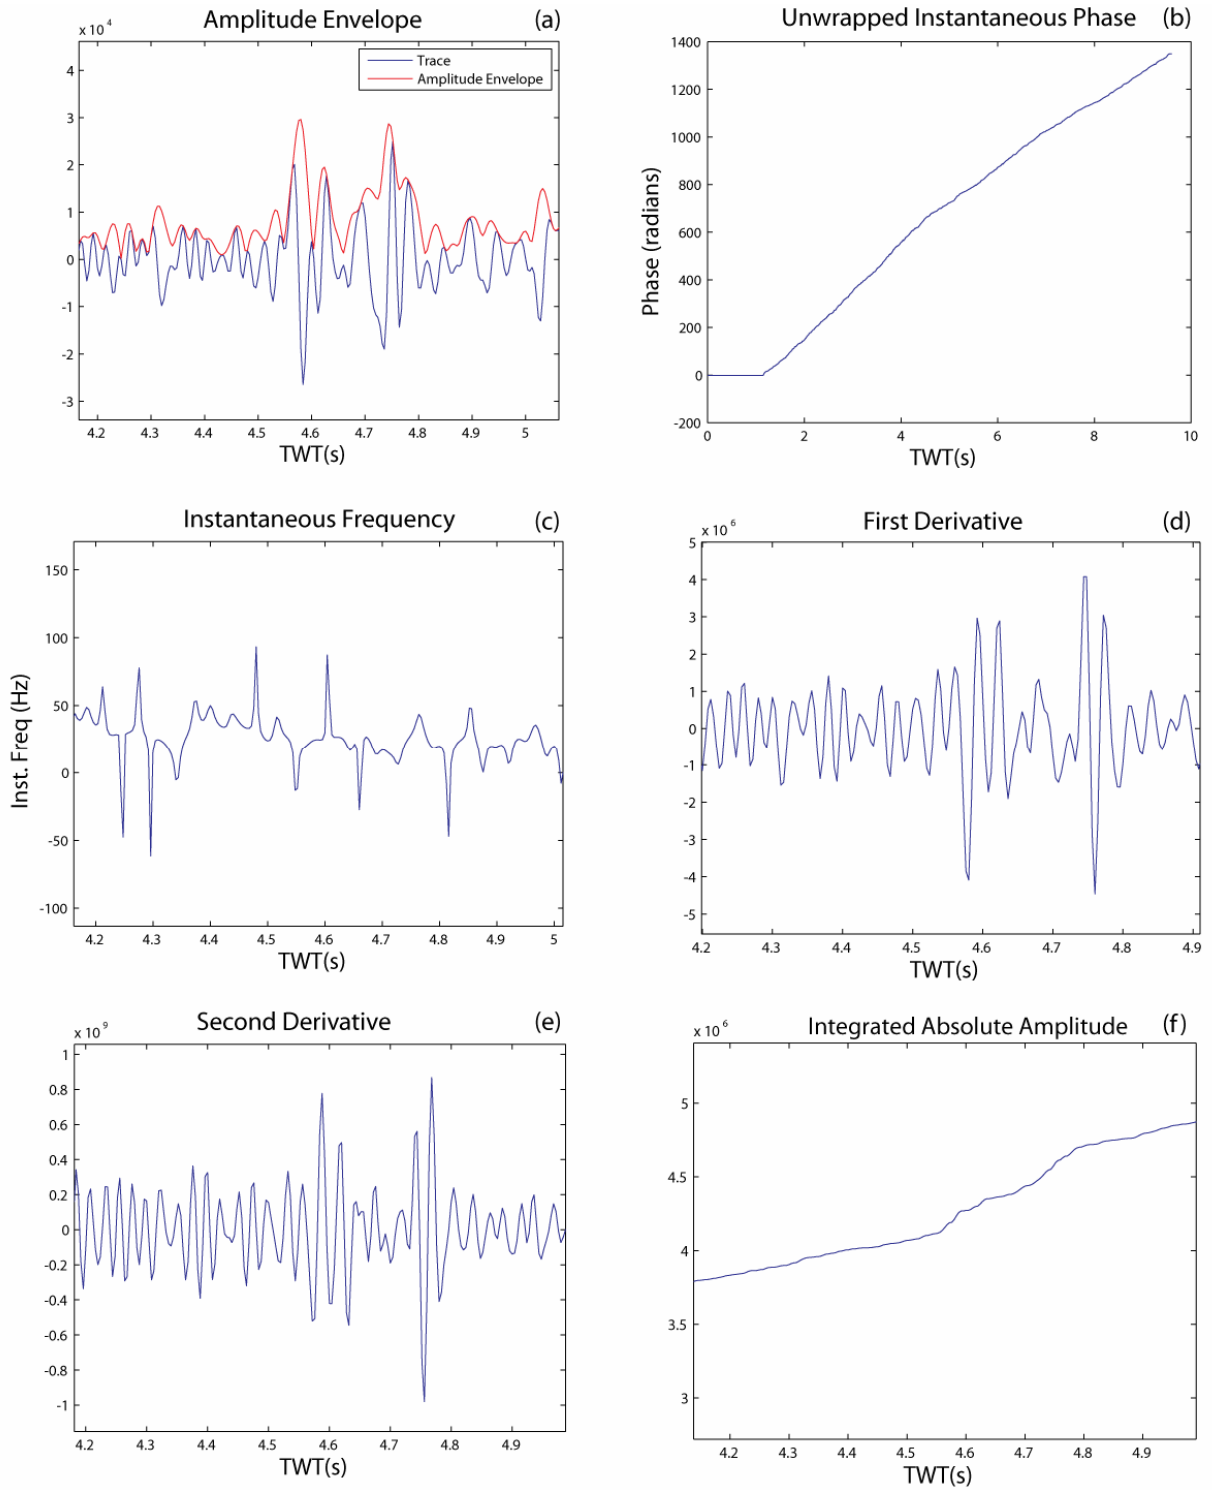 Amplitude Envelope (a)
x 10 4
Trace
Amplitude Envelope
4
3
2
1
0
-1
-2
-3
4.2 4.3 4.4 4.5 4.6 4.7 4.8 4.9 5
TWT(s)
Unwrapped Instantaneous Phase (b)
1400
1200
1000
800
600
400
200
0
-200
Phase (radians)
0 2 4 6 8 10
TWT(s)
Instantaneous Frequency (c)
150
100
50
0
-50
-100
Inst. Freq (Hz)
4.2 4.3 4.4 4.5 4.6 4.7 4.8 4.9 5
TWT(s)
First Derivative (d)
x 10 6
5
4
3
2
1
0
-1
-2
-3
-4
-5
4.2 4.3 4.4 4.5 4.6 4.7 4.8 4.9
TWT(s)
Second Derivative (e)
x 10 9
1
0.8
0.6
0.4
0.2
0
-0.2
-0.4
-0.6
-0.8
-1
4.2 4.3 4.4 4.5 4.6 4.7 4.8 4.9
TWT(s)
Integrated Absolute Amplitude (f)
x 10 6
5
4.5
4
3.5
3
4.2 4.3 4.4 4.5 4.6 4.7 4.8 4.9
TWT(s)